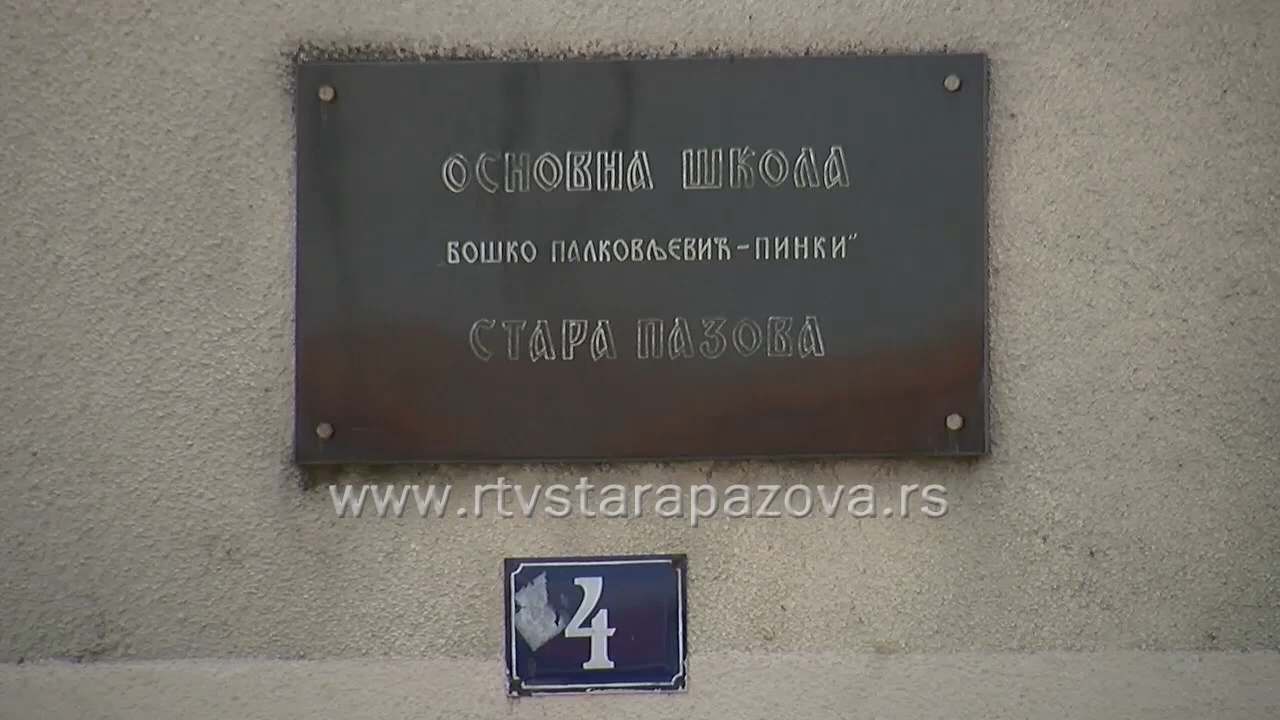 ОСНОВНА ШКОЛА
БОШКО ПАЛКОВЉЕВИЋ-ПИНКИ"
СТАРА ПАЗОВА
www.rtvstarapazova.rs
4